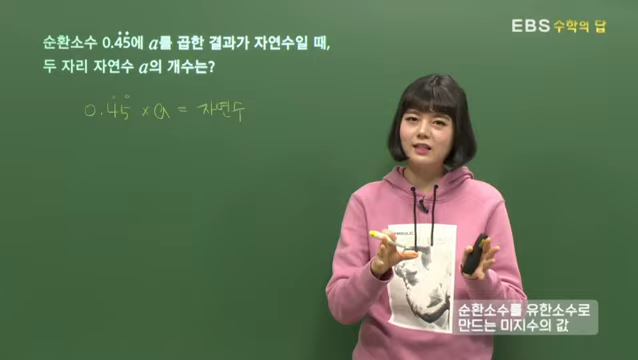 EBS 수학의 답
순환소수 0.4̇5̇에 a를 곱한 결과가 자연수일 때,
두 자리 자연수 a의 개수는?
0.4̇5̇ × a = 자연수
순환소수를 유한소수로
만드는 미지수의 값